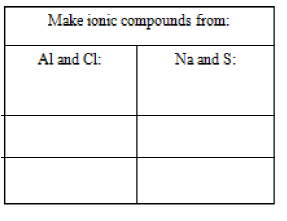 Make ionic compounds from:
Al and Cl:
Na and S: